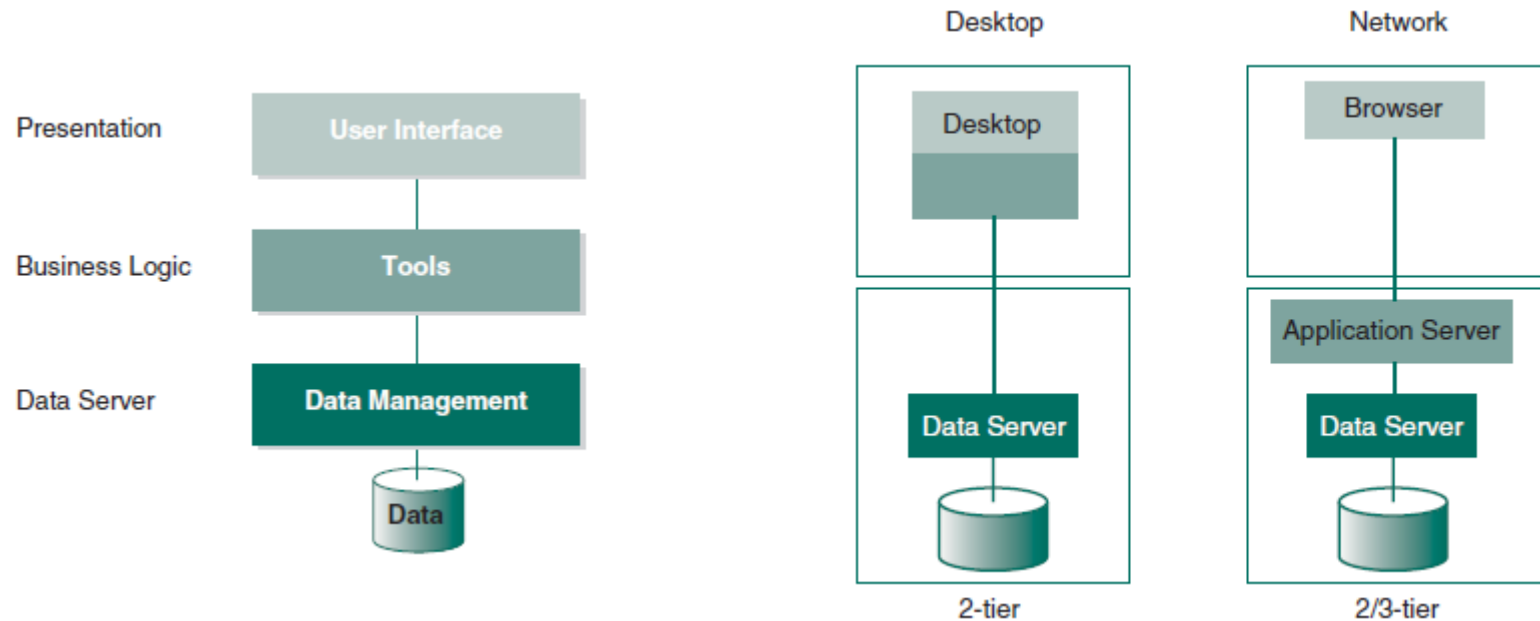 Desktop
Network
Presentation
User Interface
Desktop
Browser
Business Logic
Tools
Application Server
Data Server
Data Management
Data Server
Data Server
Data
2-tier
2/3-tier